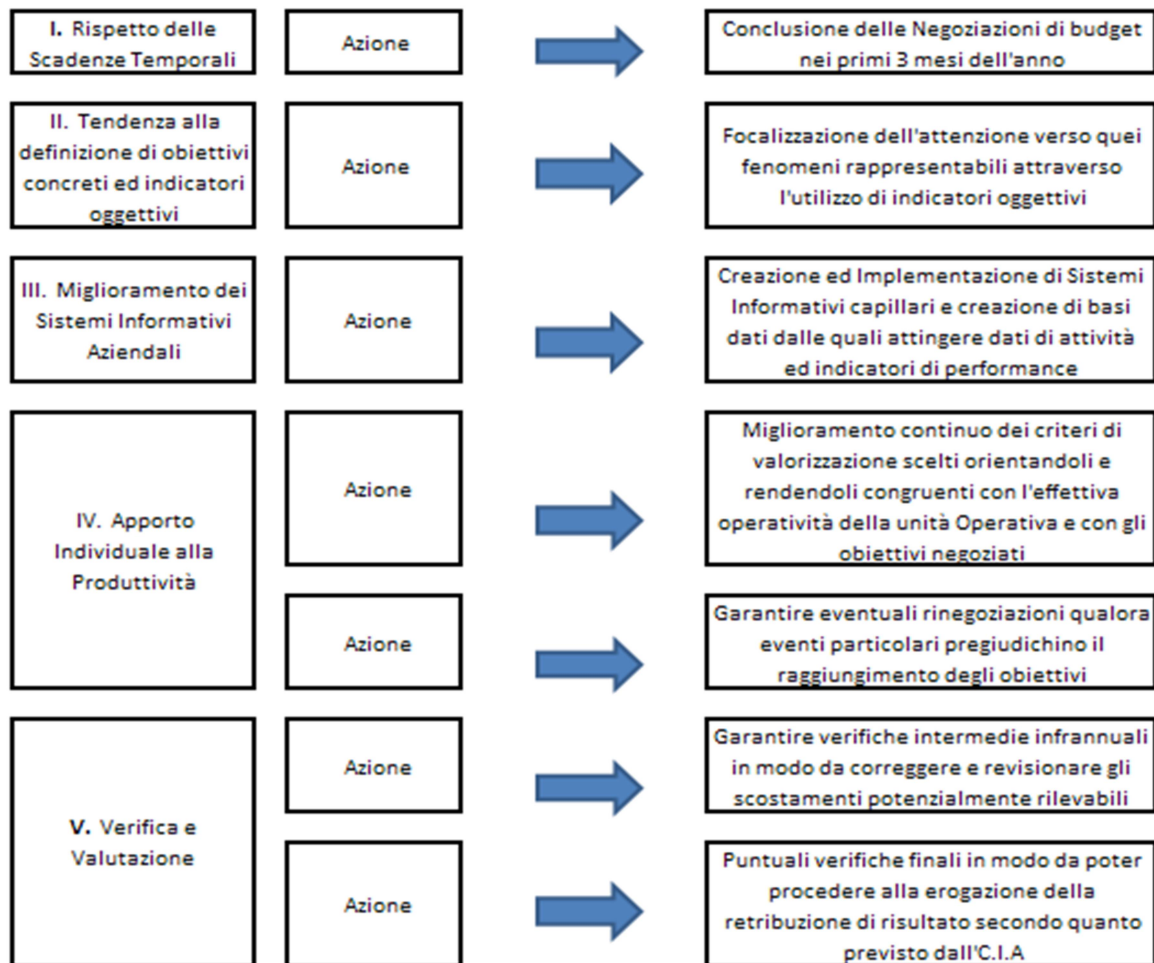 I. Rispetto delle
Scadenze Temporali
Azione
Conclusione delle Negoziazioni di budget
nei primi 3 mesi dell'anno
II. Tendenza alla
definizione di obiettivi
concreti ed indicatori
oggettivi
Azione
Focalizzazione dell'attenzione verso quei
fenomeni rappresentabili attraverso
l'utilizzo di indicatori oggettivi
III. Miglioramento dei
Sistemi Informativi
Aziendali
Azione
Creazione ed Implementazione di Sistemi
Informativi capillari e creazione di basi
dati dalle quali attingere dati di attività
ed indicatori di performance
IV. Apporto
Individuale alla
Produttività
Azione
Miglioramento continuo dei criteri di
valorizzazione scelti orientandoli e
rendendoli congruenti con l'effettiva
operatività della unità Operativa e con gli
obiettivi negoziati
Azione
Garantire eventuali rinegoziazioni qualora
eventi particolari pregiudichino il
raggiungimento degli obiettivi
V. Verifica e
Valutazione
Azione
Garantire verifiche intermedie infrannuali
in modo da correggere e revisionare gli
scostamenti potenzialmente rilevabili
Azione
Puntuali verifiche finali in modo da poter
procedere alla erogazione della
retribuzione di risultato secondo quanto
previsto dall'C.I.A